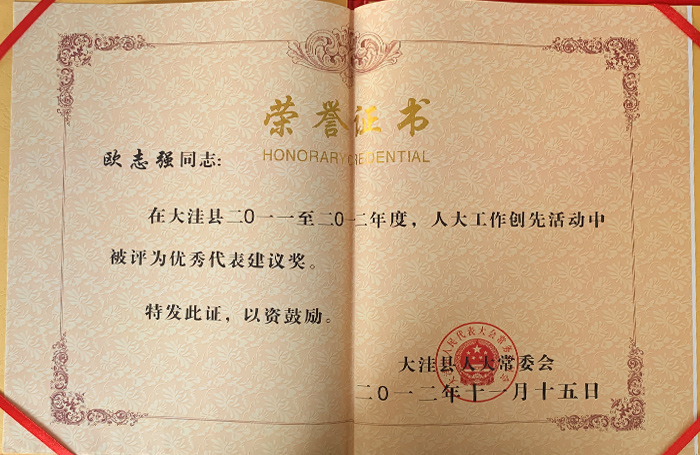 荣誉证书
HONORARY CREDENTIAL
欧志强同志:
在大洼县二0一一至二0一二年度，人大工作创先活动中
被评为优秀代表建议奖。
特发此证，以资鼓励。
大洼县人大常委会
二0一二年十一月十五日